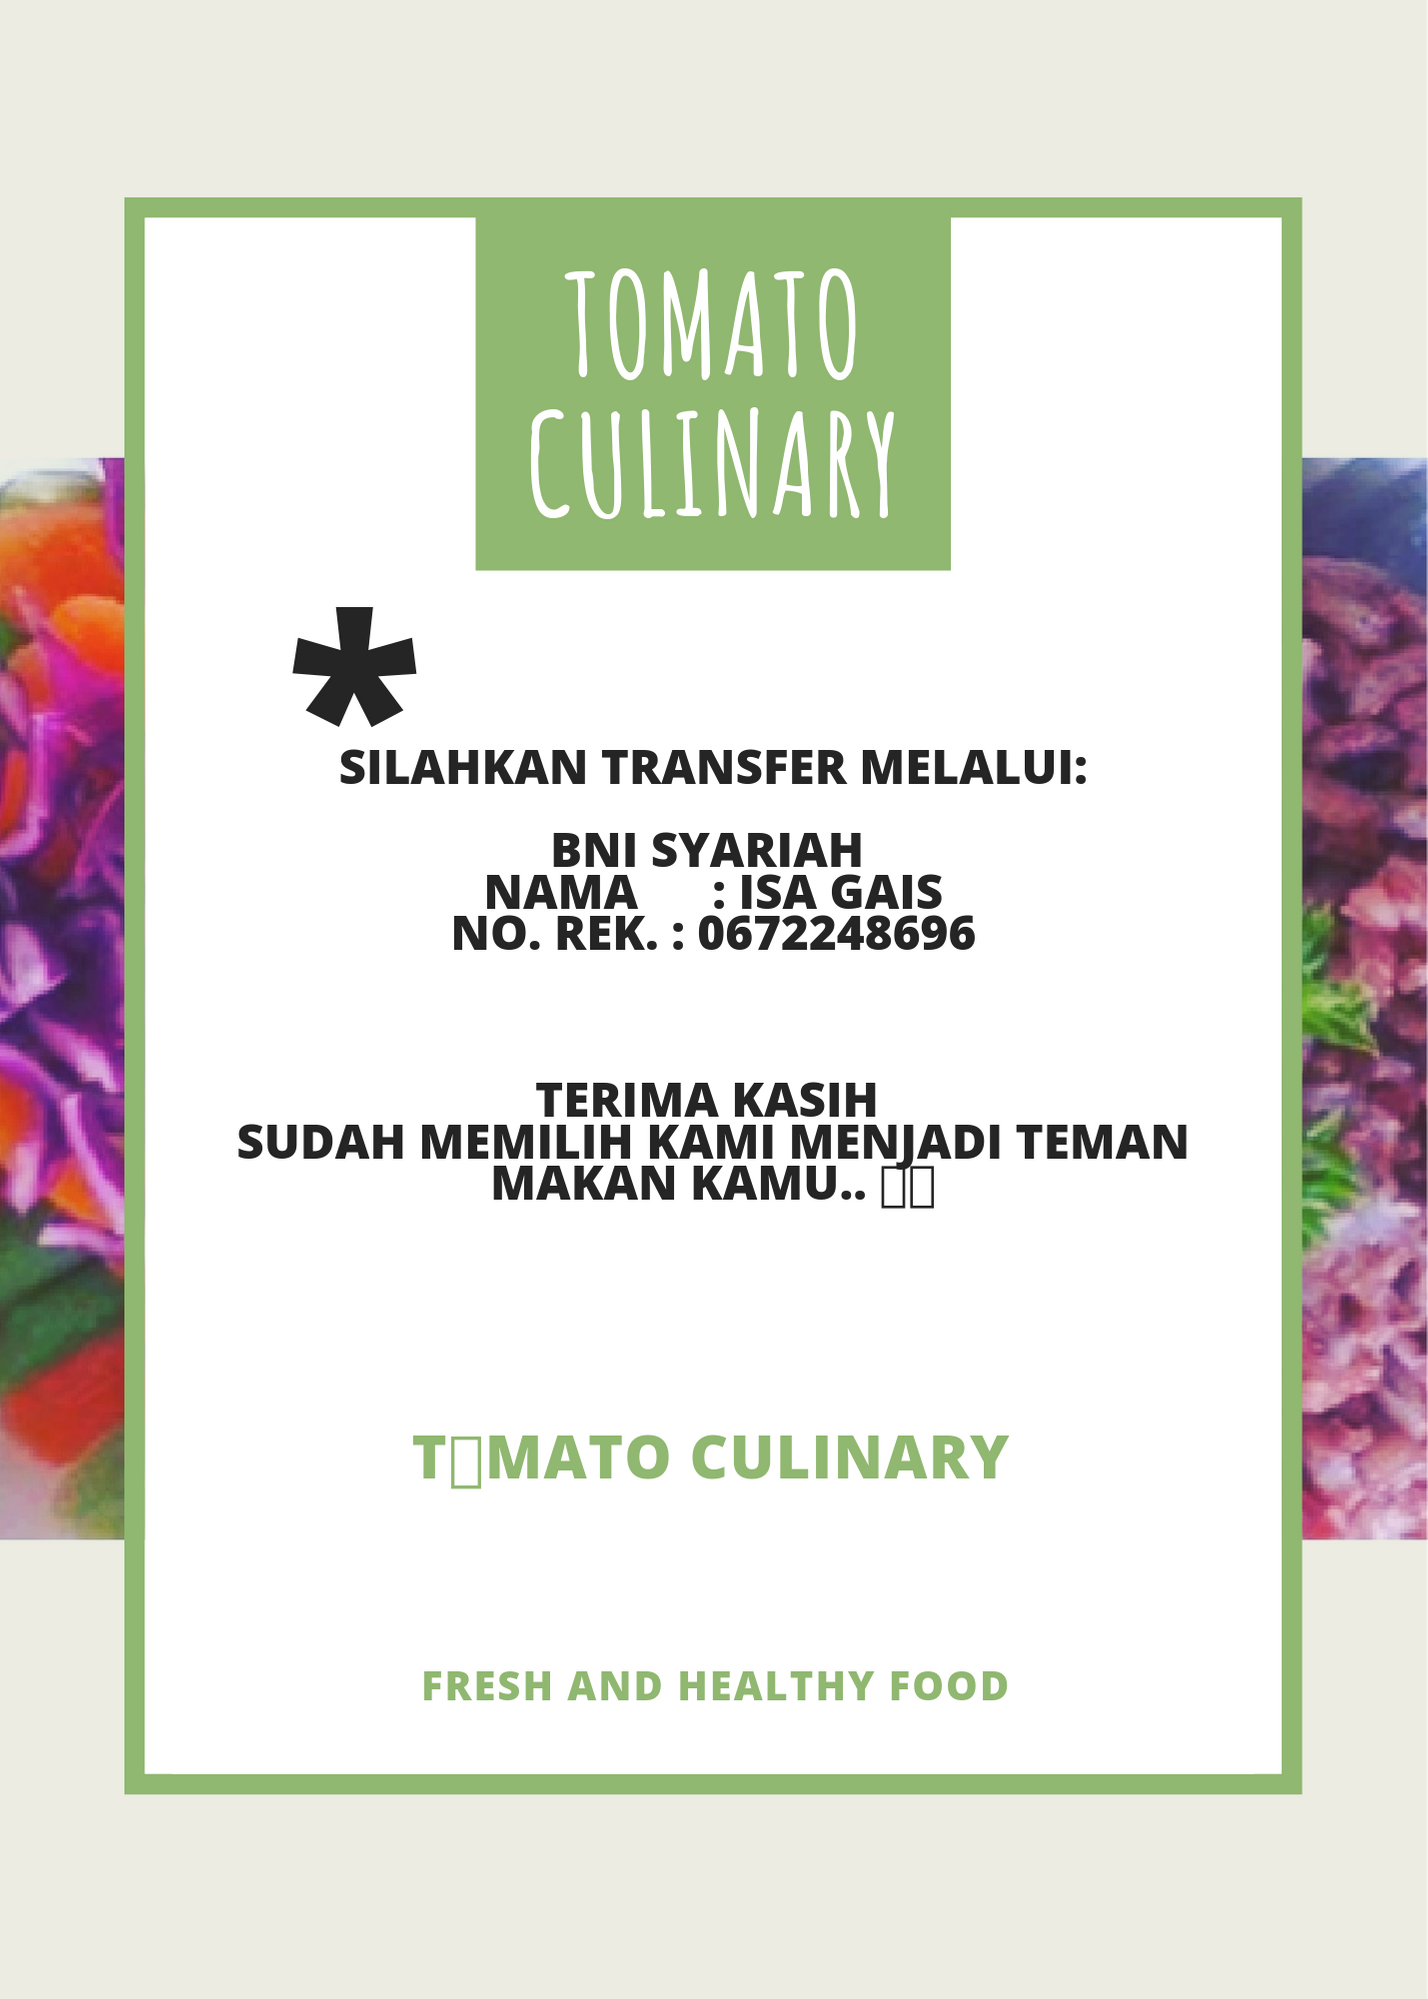 TOMATO
CULINARY
*
SILAHKAN TRANSFER MELALUI:
BNI SYARIAH
NAMA : ISA GAIS
NO. REK. : 0672248696
TERIMA KASIH
SUDAH MEMILIH KAMI MENJADI TEMAN
MAKAN KAMU.. ▯▯
T▯MATO CULINARY
FRESH AND HEALTHY FOOD